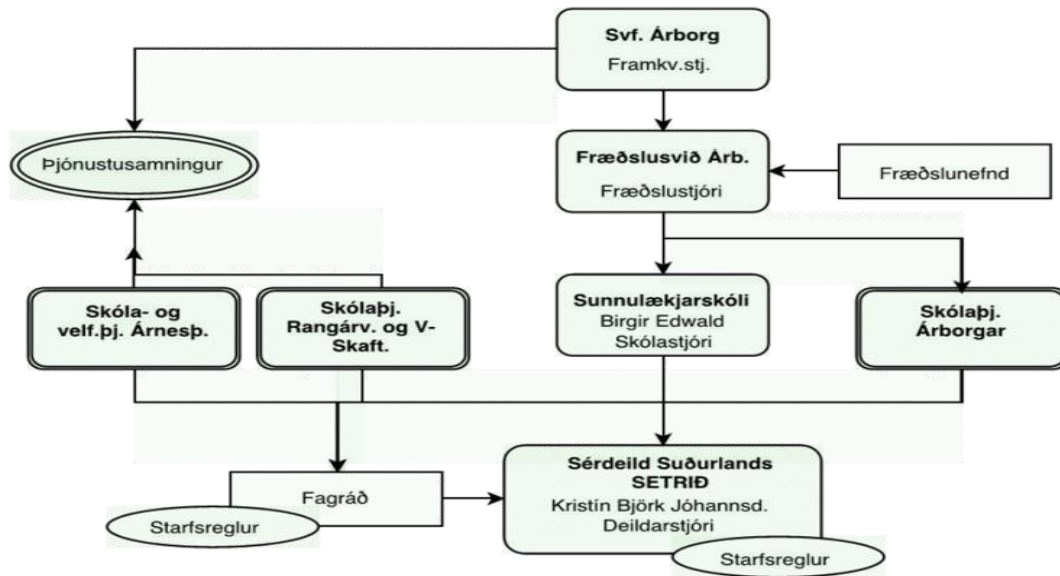 Svf. Árborg
Framkv.stj.
Þjónustusamningur
Fræðslusvið Árb.
Fræðslustjóri
Fræðslunefnd
Skóla- og
velf.þj. Árnesþ.
Skólaþj.
Rangárv. og V-
Skaft.
Sunnulækjarskóli
Birgir Edwald
Skólastjóri
Skólaþj.
Árborgar
Fagráð
Starfsreglur
Sérdeild Suðurlands
SETRIÐ
Kristín Björk Jóhannsd.
Deildarstjóri
Starfsreglur